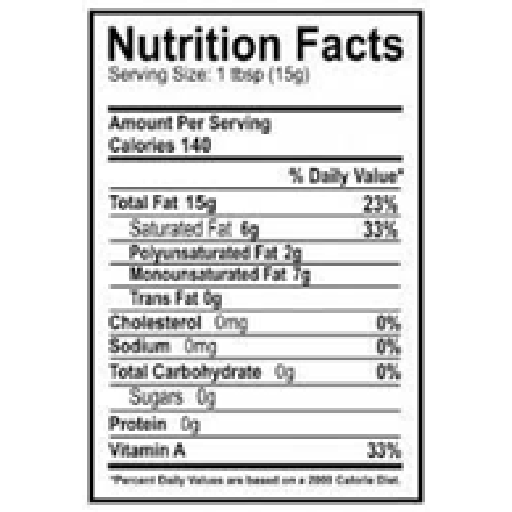 Nutrition Facts
Serving Size: 1 tbsp (15g)
Amount Per Serving
Calories 140
% Daily Value*
Total Fat 15g 23%
Saturated Fat 6g 33%
Polyunsaturated Fat 2g
Monounsaturated Fat 7g
Trans Fat 0g
Cholesterol 0mg 0%
Sodium 0mg 0%
Total Carbohydrate 0g 0%
Sugars 0g
Protein 0g
Vitamin A 33%
*Percent Daily Values are based on a 2000 Calorie Diet.